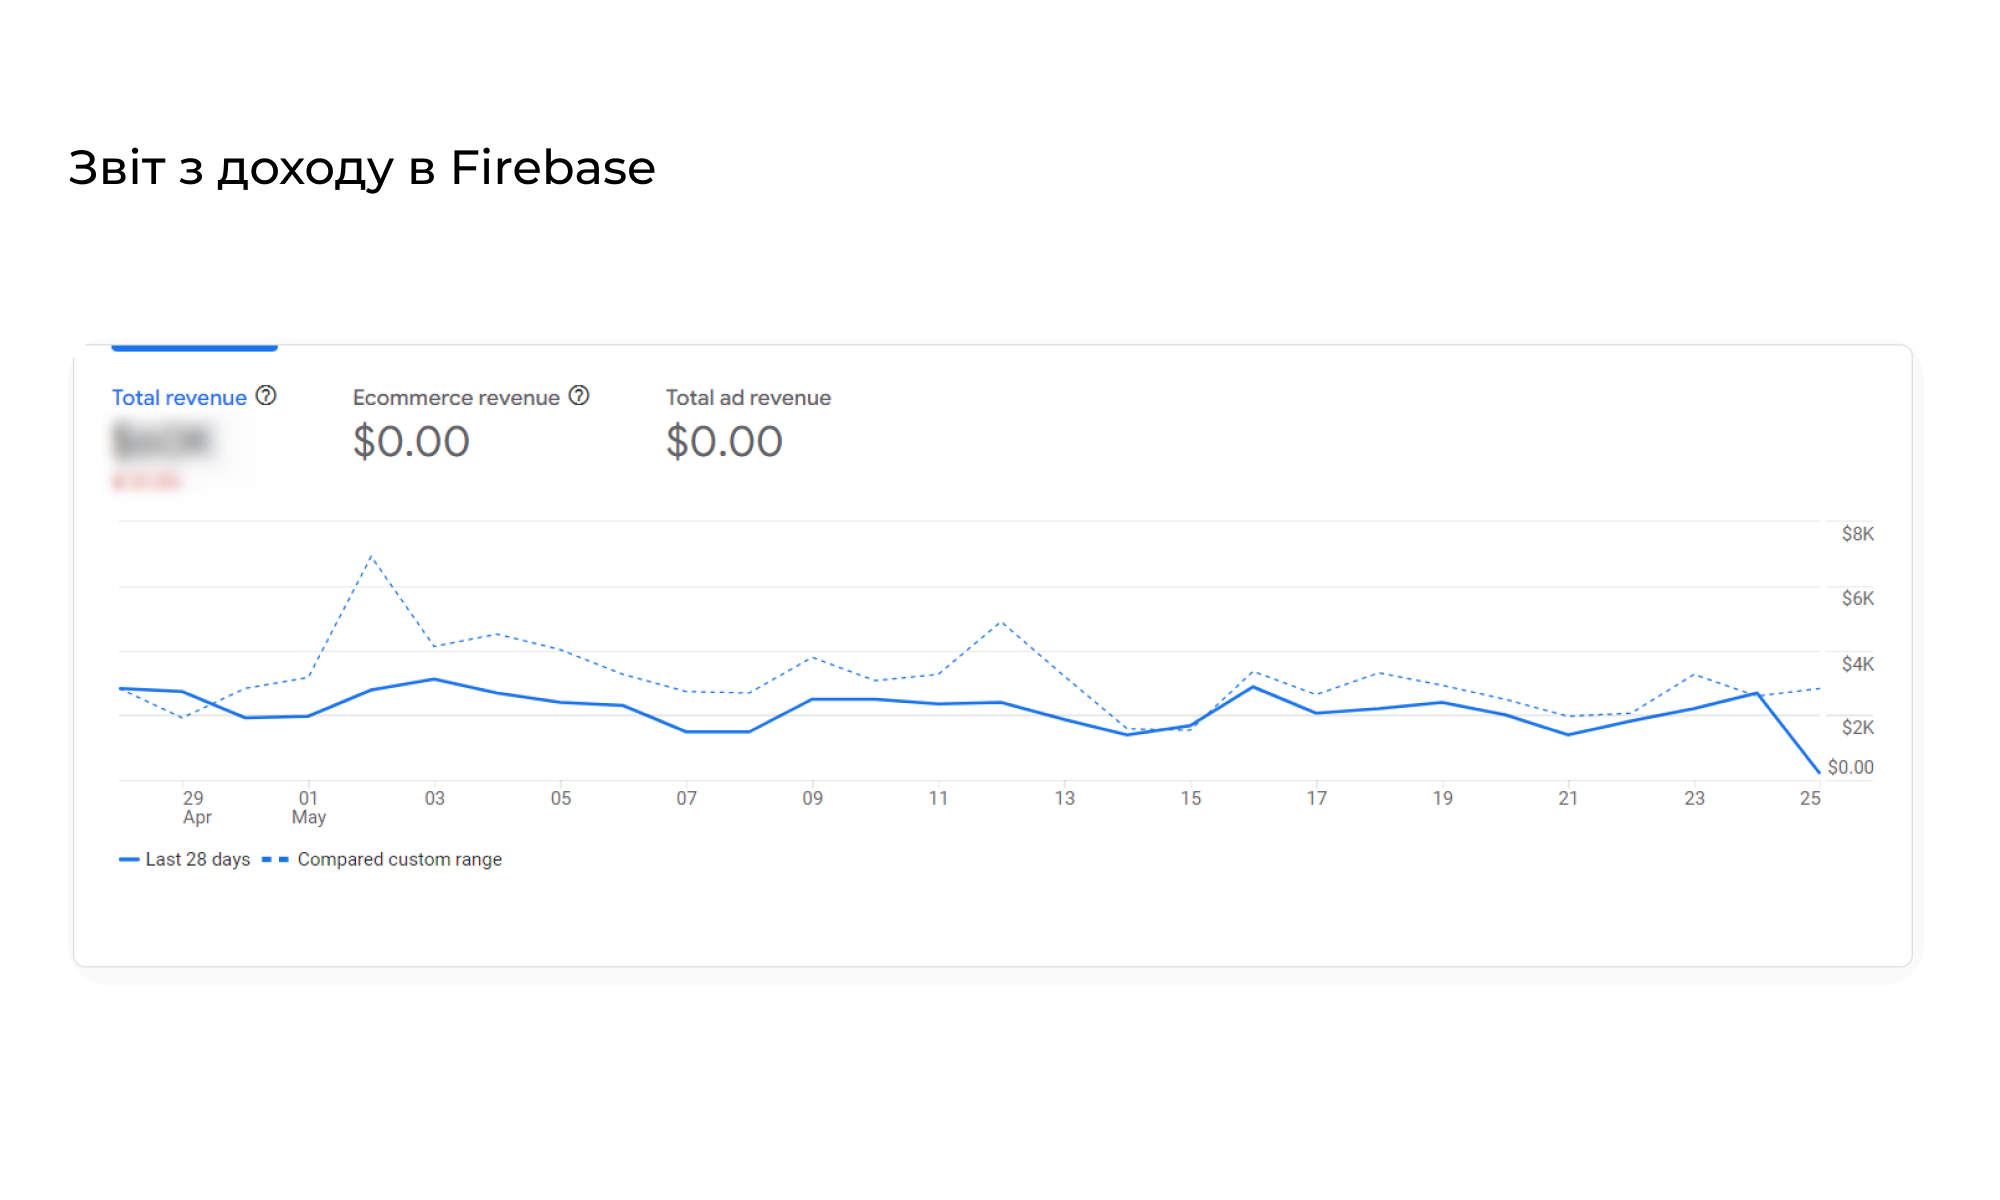 Звіт з доходу в Firebase
Total revenue
Ecommerce revenue
Total ad revenue
$0.00
$0.00
$8K
$6K
$4K
$2K
$0.00
29 01 03 05 07 09 11 13 15 17 19 21 23 25
Apr May
Last 28 days Compared custom range